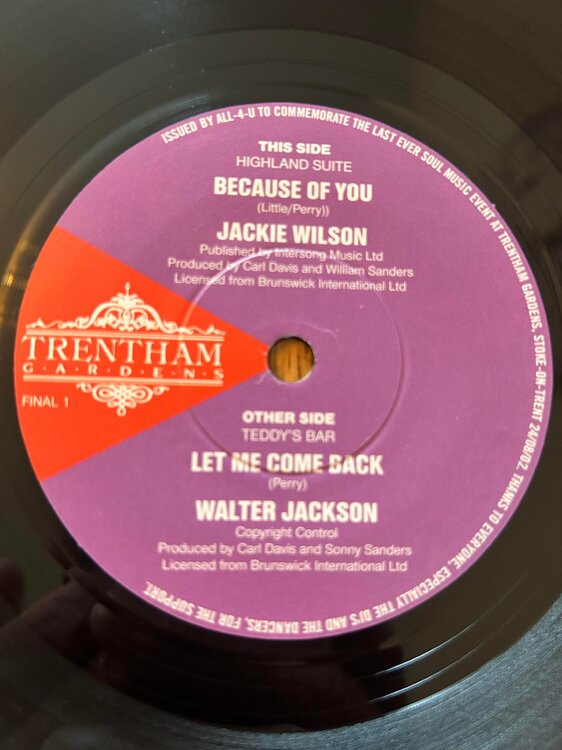 ISSUED BY ALL-4-U TO COMMEMORATE THE LAST EVER SOUL MUSIC EVENT AT TRENTHAM GARDENS, STOKE-ON-TRENT 24/08/02. THANKS TO EVERYONE, ESPECIALLY THE DJ'S AND THE DANCERS, FOR THE SUPPORT.
THIS SIDE
HIGHLAND SUITE
BECAUSE OF YOU
(Little/Perry))
JACKIE WILSON
Published by Intersong Music Ltd
Produced by Carl Davis and William Sanders
Licensed from Brunswick International Ltd
TRENTHAM
G·A·R·D·E·N·S
FINAL 1
OTHER SIDE
TEDDY'S BAR
LET ME COME BACK
(Perry)
WALTER JACKSON
Copyright Control
Produced by Carl Davis and Sonny Sanders
Licensed from Brunswick International Ltd